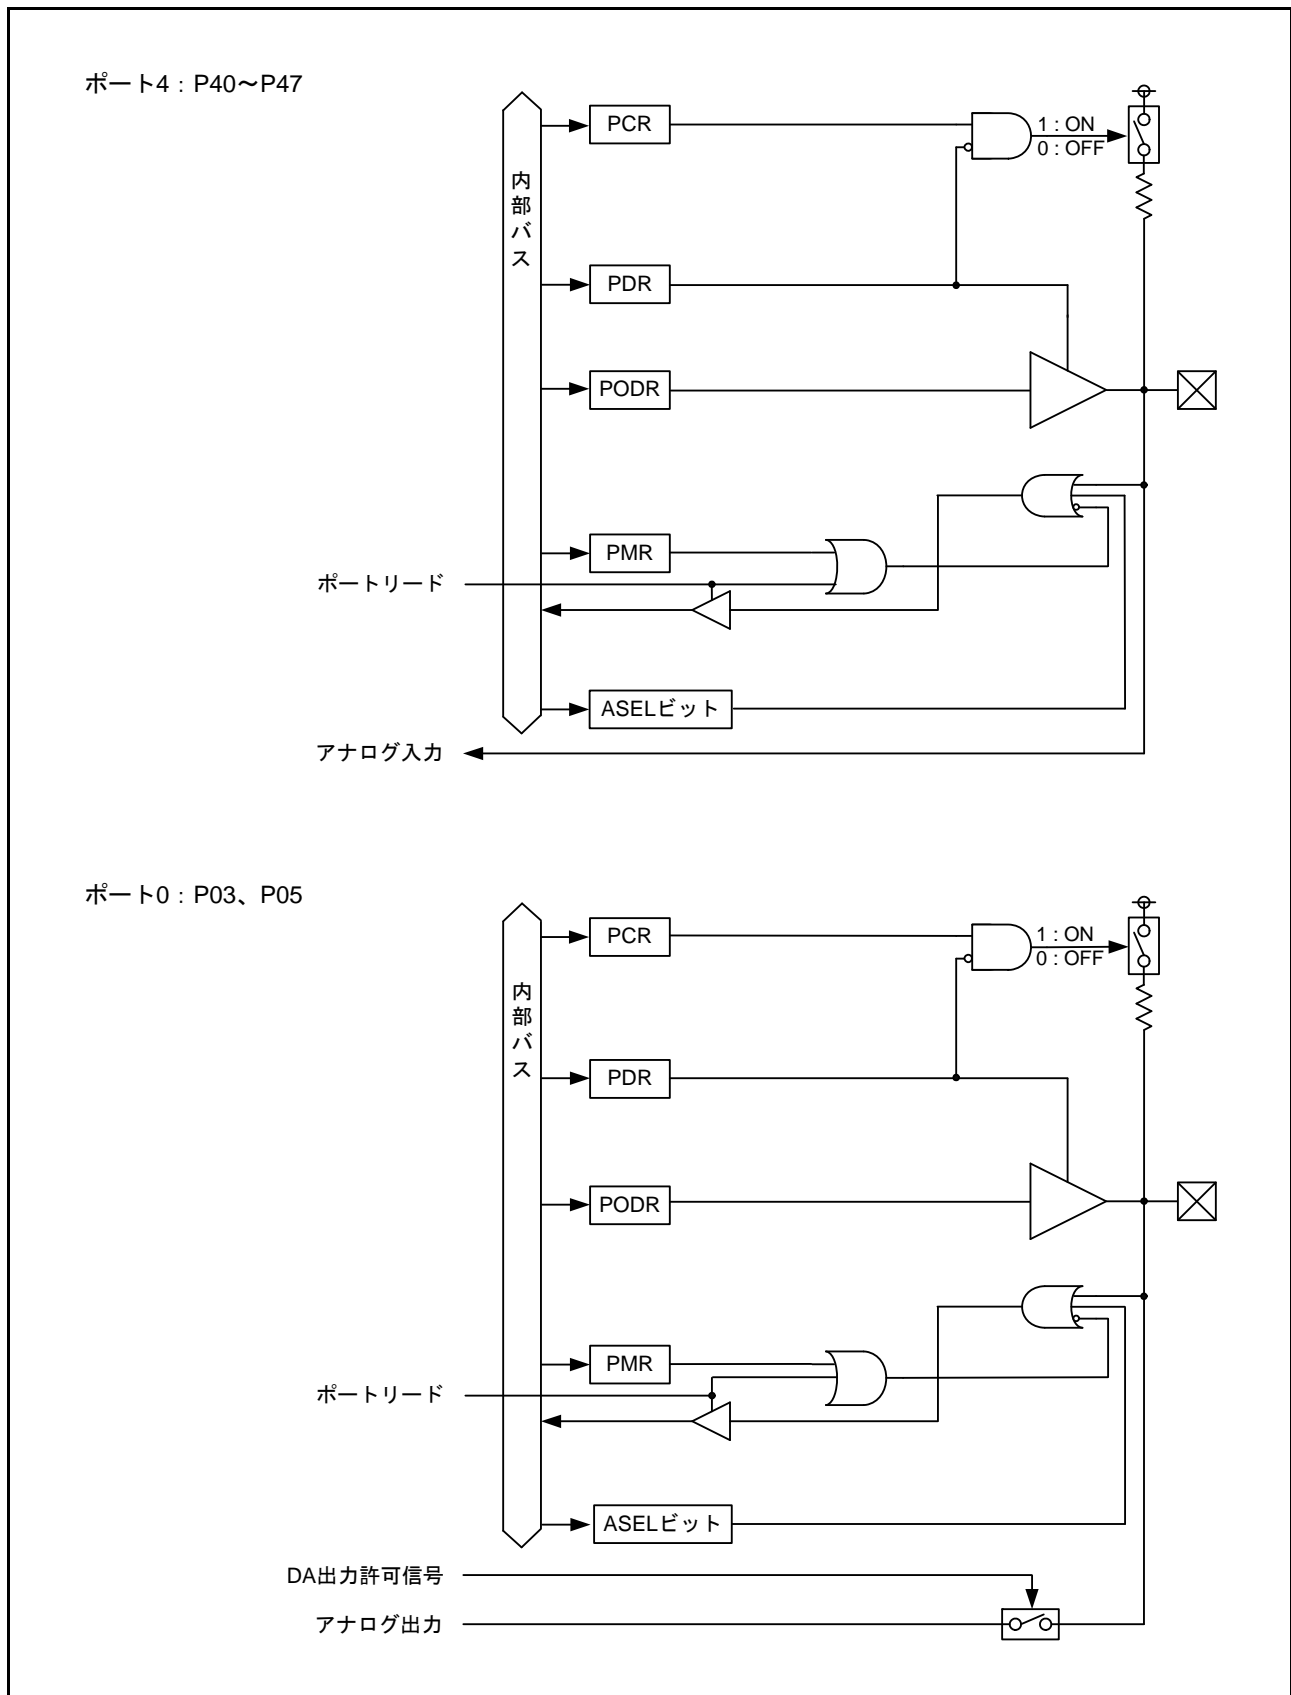 ポート4：P40～P47
PCR
1 : ON
0 : OFF
内部バス
PDR
PODR
PMR
ポートリード
ASELビット
アナログ入力
ポート0：P03、P05
PCR
1 : ON
0 : OFF
内部バス
PDR
PODR
PMR
ポートリード
ASELビット
DA出力許可信号
アナログ出力